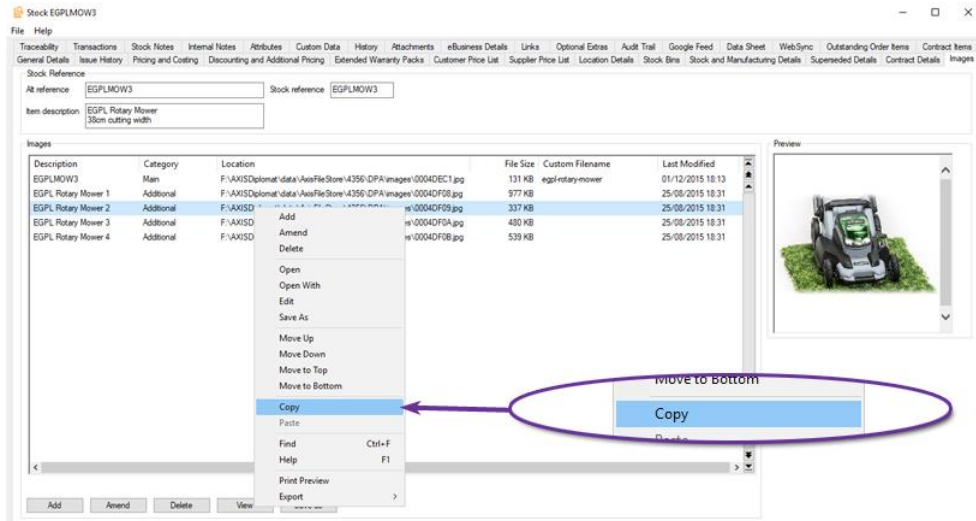 Stock EGPLMOW3
File Help
Traceability Transactions Stock Notes Internal Notes Attributes Custom Data History Attachments eBusiness Details Links Optional Extras Audit Trail Google Feed Data Sheet WebSync Outstanding Order Items Contract Items
General Details Issue History Pricing and Costing Discounting and Additional Pricing Extended Warranty Packs Customer Price List Supplier Price List Location Details Stock Bins Stock and Manufacturing Details Superseded Details Contract Details Images
Stock Reference
Alt reference EGPLMOW3 Stock reference EGPLMOW3
Item description EGPL Rotary Mower
38cm cutting width
Images Preview
Description Category Location File Size Custom Filename Last Modified
EGPLMOW3 Main F:\AXISDiplomat\data\AxisFileStore\4356\DPA\images\0004DEC1.jpg 131 KB egpl-rotary-mower 01/12/2015 18:13
EGPL Rotary Mower 1 Additional F:\AXISDiplomat\data\AxisFileStore\4356\DPA\images\0004DF08.jpg 977 KB 25/08/2015 18:31
EGPL Rotary Mower 2 Additional 337 KB 25/08/2015 18:31
EGPL Rotary Mower 3 Additional F:\AXISD es\0004DF0A.jpg 480 KB 25/08/2015 18:31
EGPL Rotary Mower 4 Additional F:\AXISD es\0004DF0B.jpg 539 KB 25/08/2015 18:31
Add
Amend
Delete
Open
Open With
Edit
Save As
Move Up
Move Down
Move to Top
Move to Bottom
Copy
Paste
Find Ctrl+F
Help F1
Print Preview
Export
Move to Bottom
Copy
Add Amend Delete View